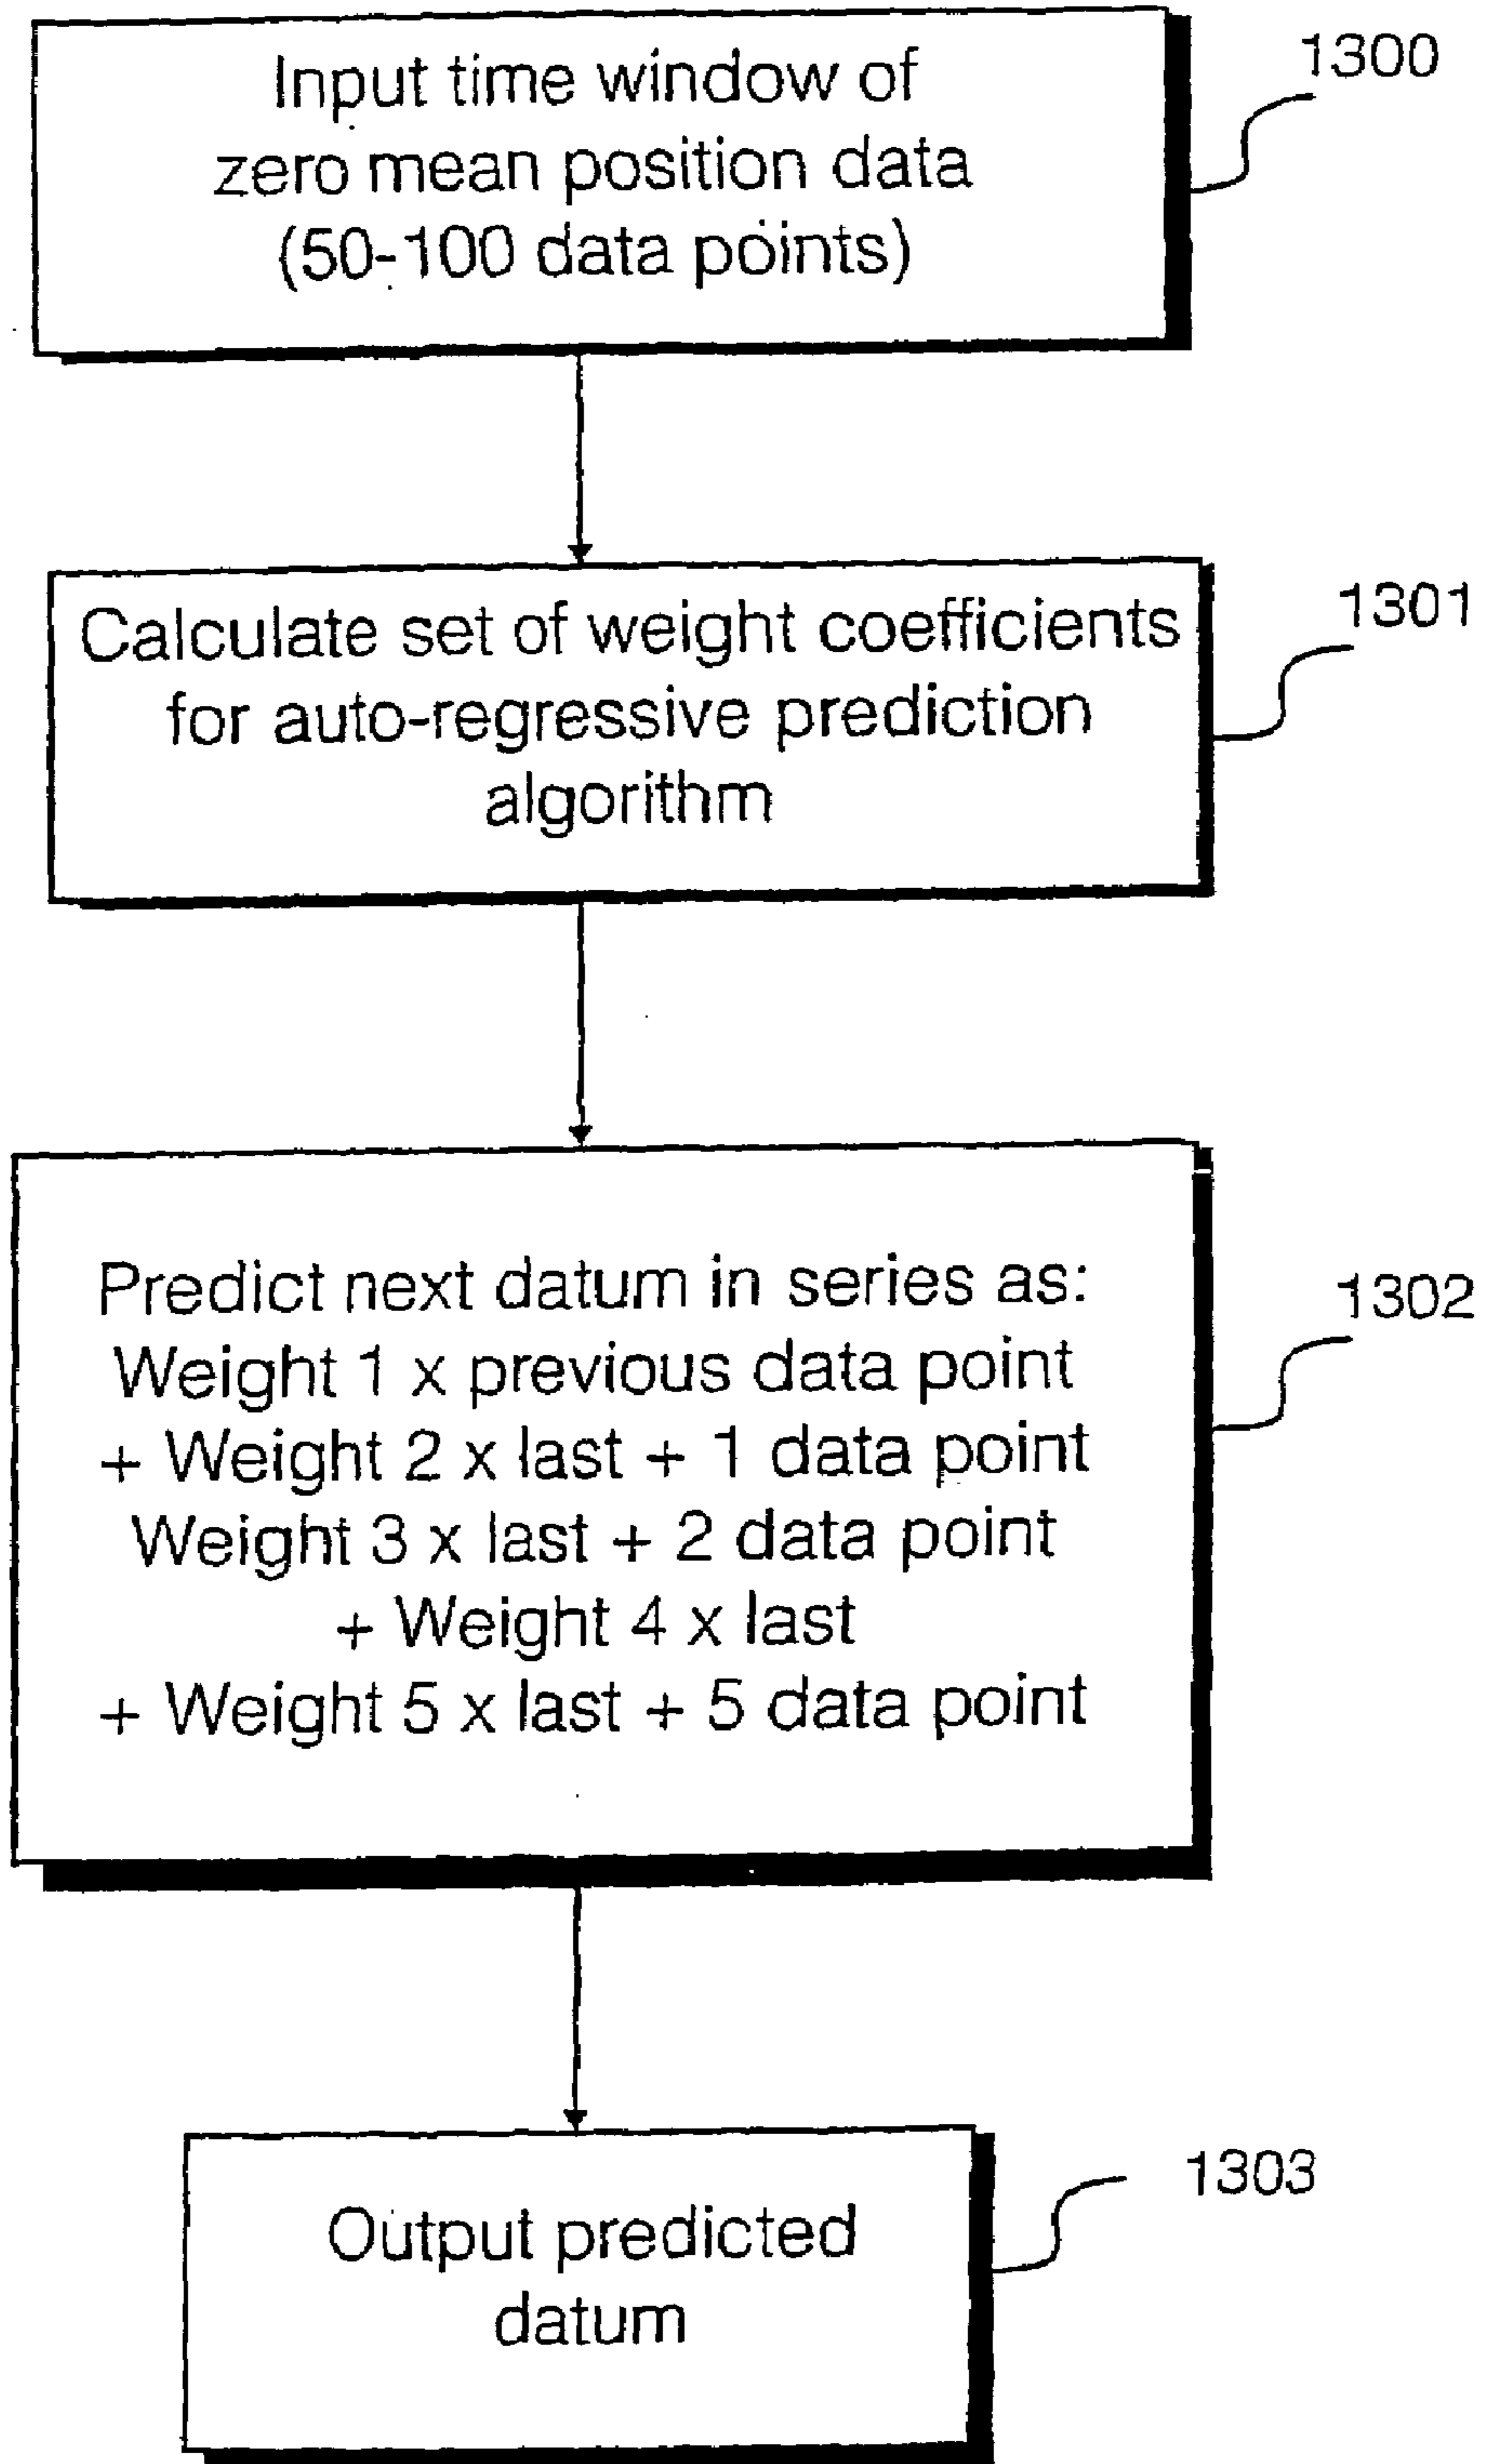 Input time window of
zero mean position data
(50-100 data points)
1300
Calculate set of weight coefficients
for auto-regressive prediction
algorithm
1301
Predict next datum in series as:
Weight 1 x previous data point
+ Weight 2 x last + 1 data point
Weight 3 x last + 2 data point
+ Weight 4 x last
+ Weight 5 x last + 5 data point
1302
Output predicted
datum
1303